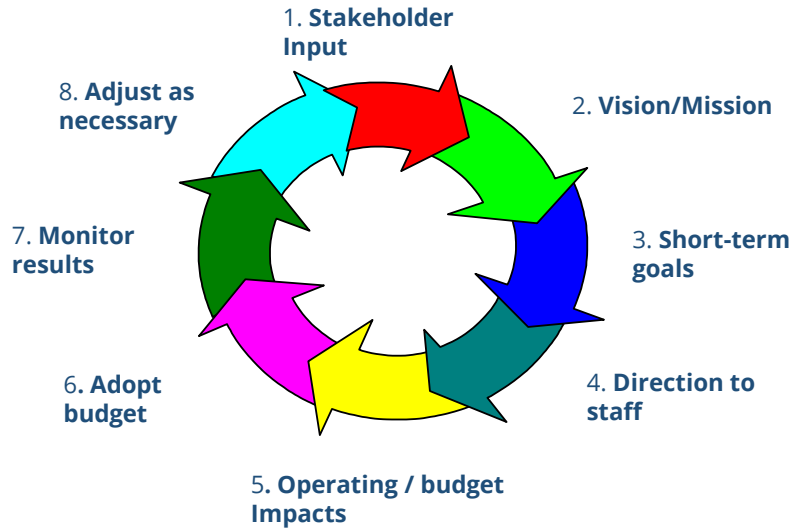 1. Stakeholder
Input
2. Vision/Mission
3. Short-term
goals
4. Direction to
staff
5. Operating / budget
Impacts
6. Adopt
budget
7. Monitor
results
8. Adjust as
necessary